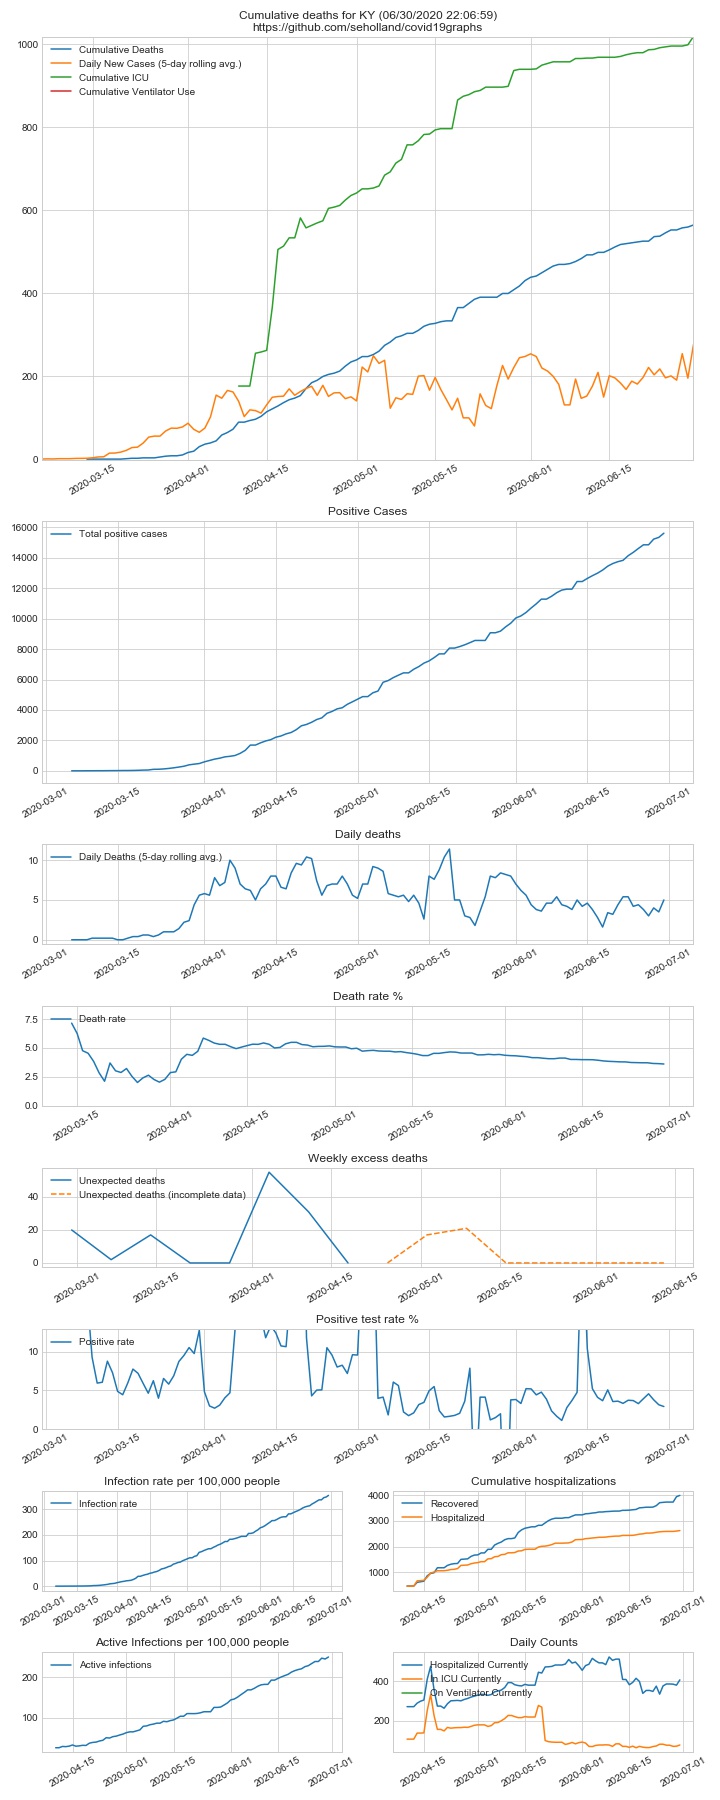 Cumulative deaths for KY (06/30/2020 22:06:59)
https://github.com/seholland/covid19graphs
Cumulative Deaths
Daily New Cases (5-day rolling avg.)
Cumulative ICU
Cumulative Ventilator Use
1000
800
600
400
200
0
2020-03-15 2020-04-01 2020-04-15 2020-05-01 2020-05-15 2020-06-01 2020-06-15
Positive Cases
Total positive cases
16000
14000
12000
10000
8000
6000
4000
2000
0
2020-03-01 2020-03-15 2020-04-01 2020-04-15 2020-05-01 2020-05-15 2020-06-01 2020-06-15 2020-07-01
Daily deaths
Daily Deaths (5-day rolling avg.)
10
5
0
2020-03-01 2020-03-15 2020-04-01 2020-04-15 2020-05-01 2020-05-15 2020-06-01 2020-06-15 2020-07-01
Death rate %
Death rate
7.5
5.0
2.5
0.0
2020-03-15 2020-04-01 2020-04-15 2020-05-01 2020-05-15 2020-06-01 2020-06-15 2020-07-01
Weekly excess deaths
Unexpected deaths
Unexpected deaths (incomplete data)
40
20
0
2020-03-01 2020-03-15 2020-04-01 2020-04-15 2020-05-01 2020-05-15 2020-06-01 2020-06-15
Positive test rate %
Positive rate
10
5
0
2020-03-01 2020-03-15 2020-04-01 2020-04-15 2020-05-01 2020-05-15 2020-06-01 2020-06-15 2020-07-01
Infection rate per 100,000 people
Infection rate
300
200
100
0
2020-03-01 2020-03-15 2020-04-01 2020-04-15 2020-05-01 2020-05-15 2020-06-01 2020-06-15 2020-07-01
Cumulative hospitalizations
Recovered
Hospitalized
4000
3000
2000
1000
2020-04-15 2020-05-01 2020-05-15 2020-06-01 2020-06-15 2020-07-01
Active Infections per 100,000 people
Active infections
200
100
2020-04-15 2020-05-01 2020-05-15 2020-06-01 2020-06-15 2020-07-01
Daily Counts
Hospitalized Currently
In ICU Currently
On Ventilator Currently
400
200
2020-04-15 2020-05-01 2020-05-15 2020-06-01 2020-06-15 2020-07-01